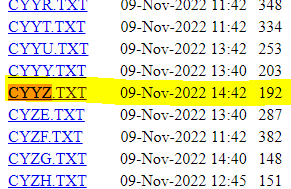 CYYR.TXT 09-Nov-2022 11:42 348
CYYT.TXT 09-Nov-2022 11:42 334
CYYU.TXT 09-Nov-2022 13:42 253
CYYY.TXT 09-Nov-2022 13:40 203
CYYZ.TXT 09-Nov-2022 14:42 192
CYZE.TXT 09-Nov-2022 13:40 287
CYZF.TXT 09-Nov-2022 11:42 382
CYZG.TXT 09-Nov-2022 14:40 148
CYZH.TXT 09-Nov-2022 12:45 151